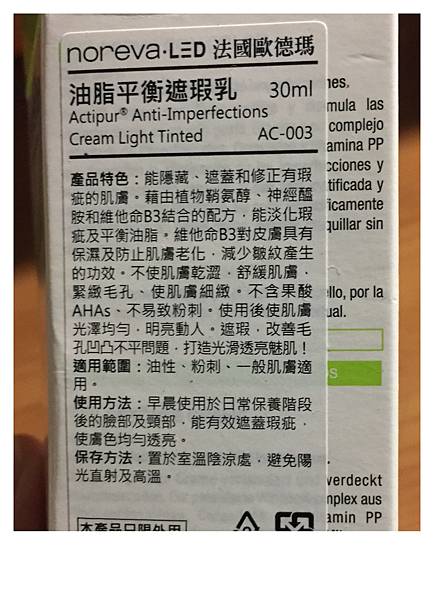 noreva·LED 法國歐德瑪
油脂平衡遮瑕乳 30ml
Actipur® Anti-Imperfections
Cream Light Tinted AC-003
產品特色：能隱藏、遮蓋和修正有瑕
疵的肌膚。藉由植物鞘氨醇、神經醯
胺和維他命B3結合的配方，能淡化瑕
疵及平衡油脂。維他命B3對皮膚具有
保濕及防止肌膚老化，減少皺紋產生
的功效。不使肌膚乾澀，舒緩肌膚，
緊緻毛孔、使肌膚細緻。不含果酸
AHAs、不易致粉刺。使用後使肌膚
光澤均勻，明亮動人。遮瑕，改善毛
孔凹凸不平問題，打造光滑透亮魅肌！
適用範圍：油性、粉刺、一般肌膚適
用。
使用方法：早晨使用於日常保養階段
後的臉部及頸部，能有效遮蓋瑕疵，
使膚色均勻透亮。
保存方法：置於室溫陰涼處，避免陽
光直射及高溫。
本產品只限外用
nes.
mula las
complejo
amina PP
cciones y
tificada y
ficamente
quillar sin
ello, por la
ual.
S
verdeckt
mplex aus
amin PP